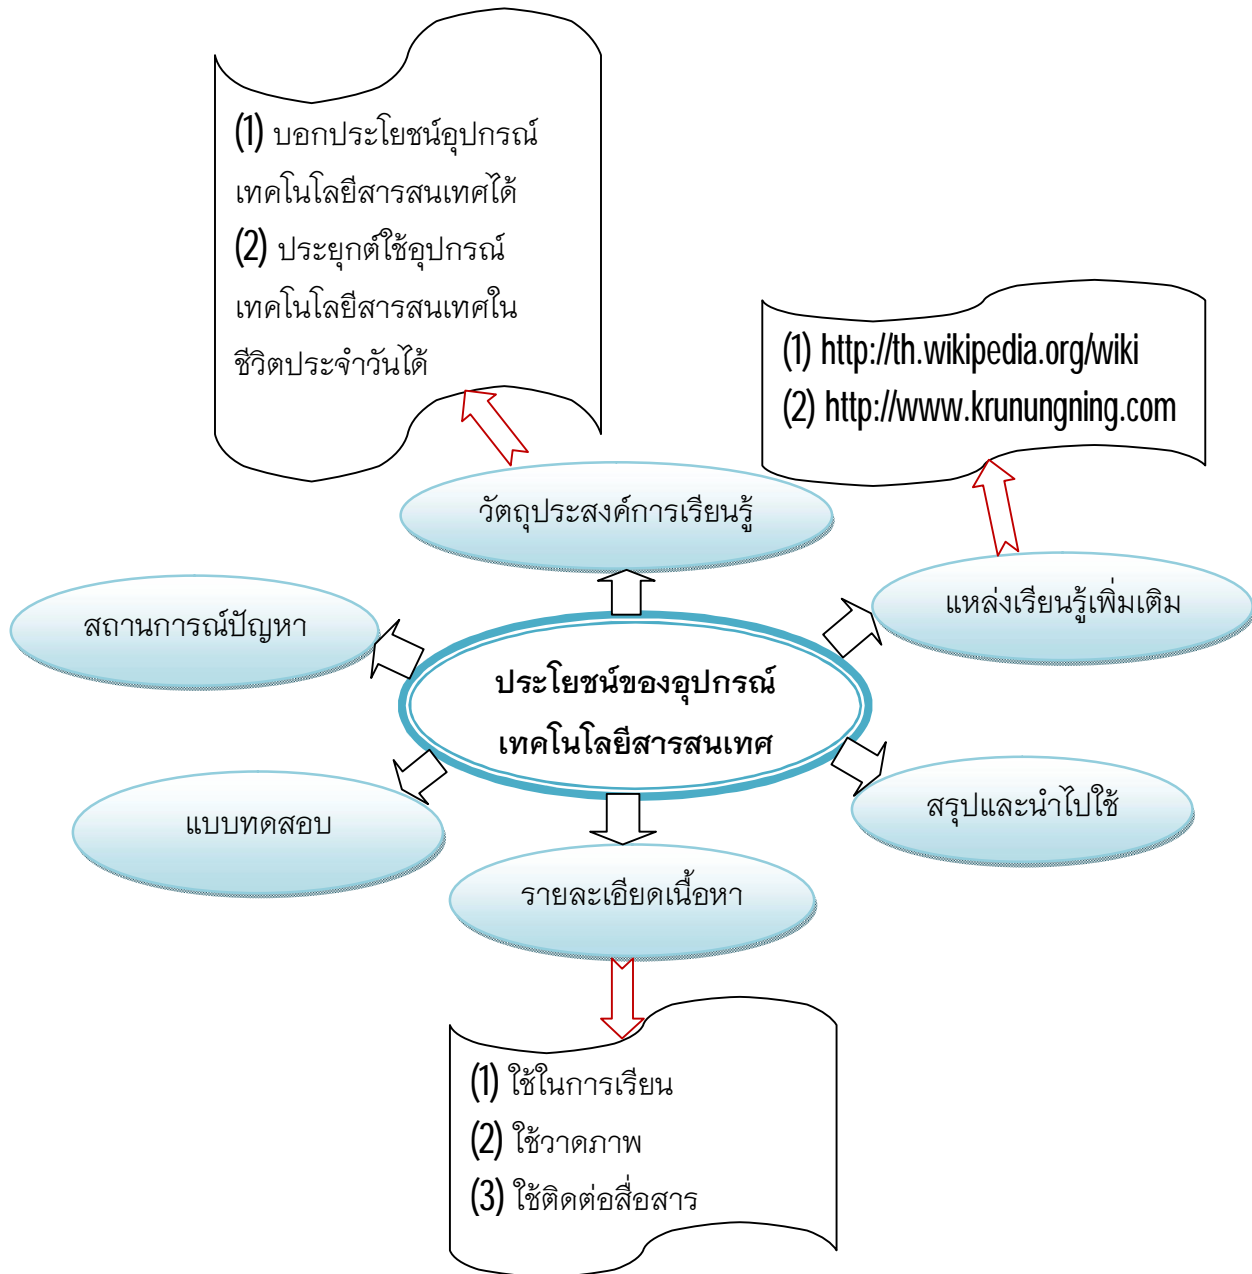 (1) บอกประโยชน์อุปกรณ์
เทคโนโลยีสารสนเทศได้
(2) ประยุกต์ใช้อุปกรณ์
เทคโนโลยีสารสนเทศใน
ชีวิตประจำวันได้
(1) http://th.wikipedia.org/wiki
(2) http://www.krunungning.com
วัตถุประสงค์การเรียนรู้
แหล่งเรียนรู้เพิ่มเติม
สถานการณ์ปัญหา
ประโยชน์ของอุปกรณ์
เทคโนโลยีสารสนเทศ
สรุปและนำไปใช้
แบบทดสอบ
รายละเอียดเนื้อหา
(1) ใช้ในการเรียน
(2) ใช้วาดภาพ
(3) ใช้ติดต่อสื่อสาร